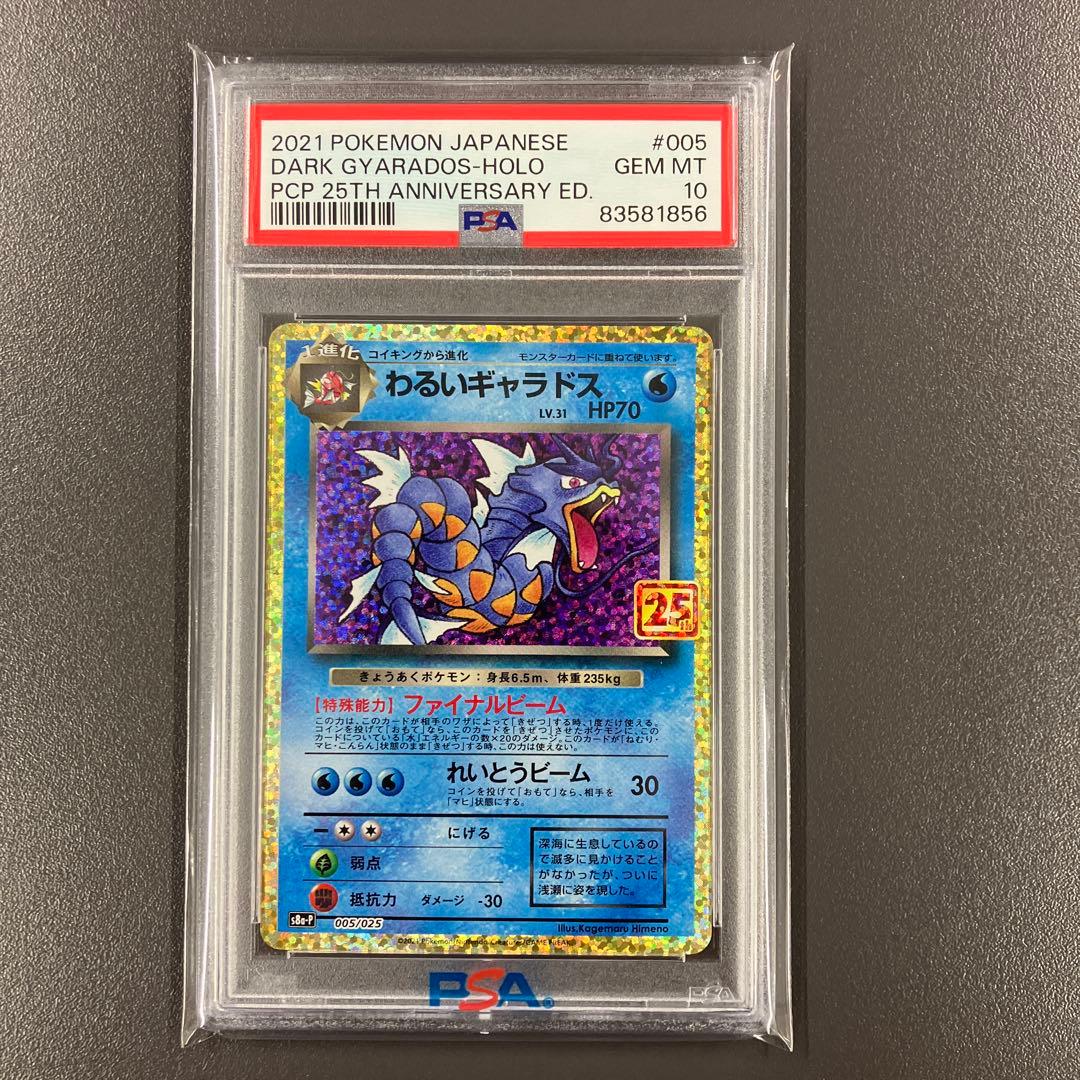 2021 POKEMON JAPANESE #005
DARK GYARADOS-HOLO GEM MT
PCP 25TH ANNIVERSARY ED. 10
83581856
PSA
1進化
コイキングから進化
モンスターカードに重ねて使います。
わるいギャラドス
LV.31 HP70
25th
きょうあくポケモン：身長6.5m、体重235kg
【特殊能力】ファイナルビーム
この力は、このカードが相手のワザによって「きぜつ」する時、1度だけ使える。
コインを投げて「おもて」なら、このカードを「きぜつ」させたポケモンに、この
カードについている「水」エネルギーの数×20のダメージ。このカードが「ねむり・
マヒ・こんらん」状態のまま「きぜつ」する時、この力は使えない。
れいとうビーム 30
コインを投げて「おもて」なら、相手を
「マヒ」状態にする。
にげる
弱点
抵抗力 ダメージ -30
深海に生息しているの
で滅多に見かけること
がなかったが、ついに
浅瀬に姿を現した。
s8a-P 005/025
Illus.Kagemaru Himeno
©2021 Pokémon/Nintendo/Creatures/GAME FREAK
PSA®
PSA